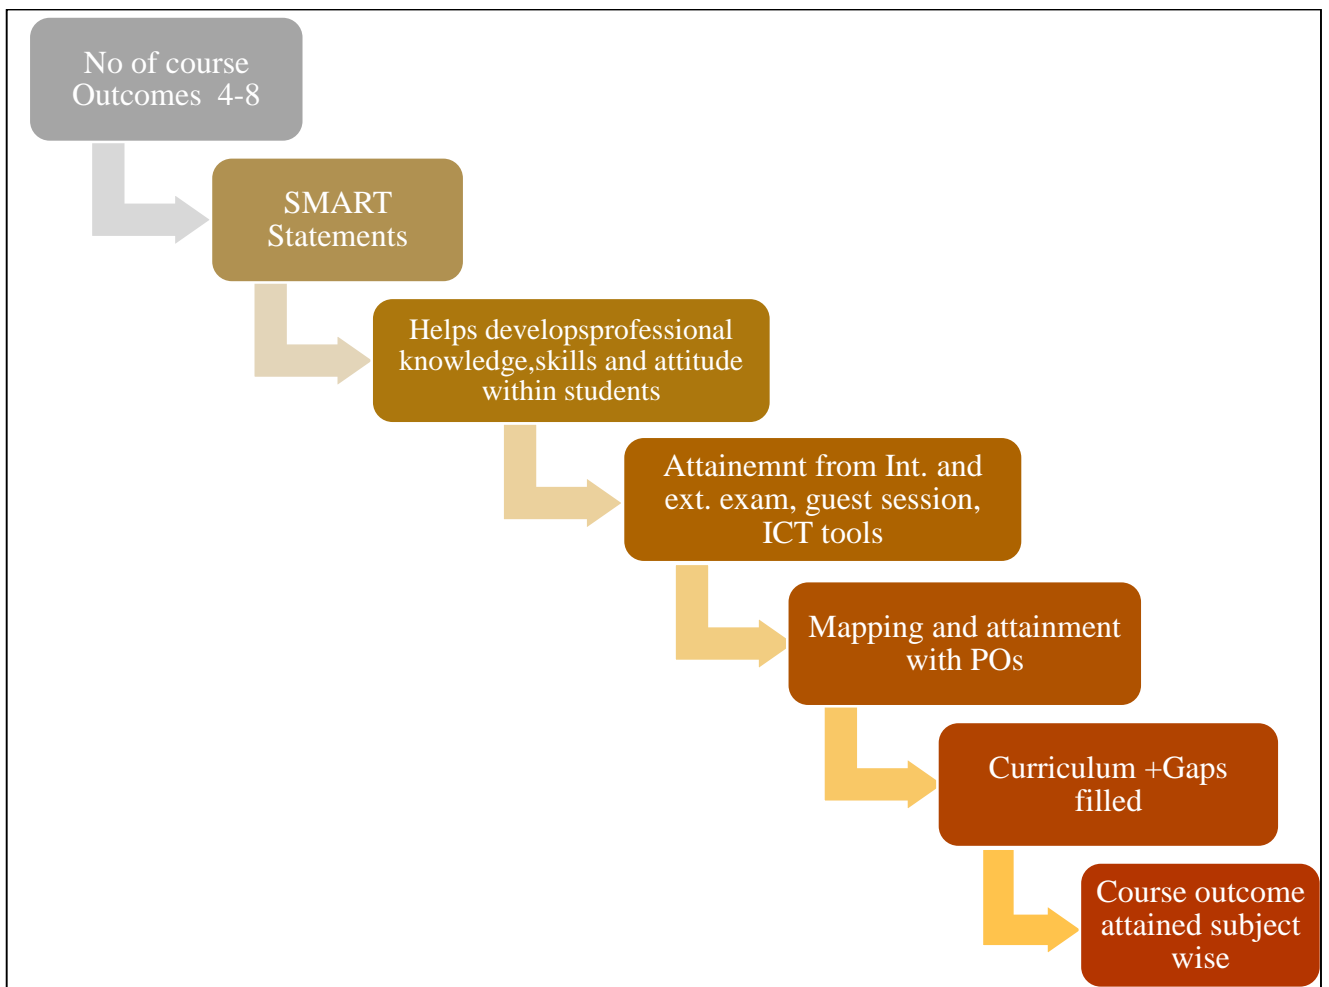 No of course
Outcomes  4-8
SMART
Statements
Helps developsprofessional
knowledge,skills and attitude
within students
Attainemnt from Int. and
ext. exam, guest session,
ICT tools
Mapping and attainment
with POs
Curriculum +Gaps
filled
Course outcome
attained subject
wise